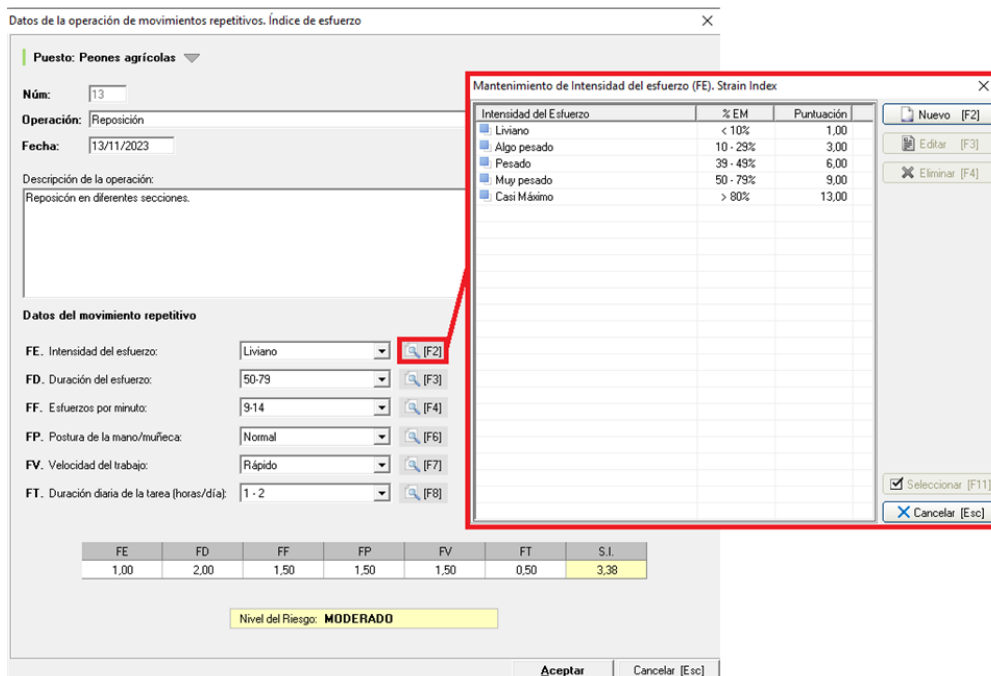 Datos de la operación de movimientos repetitivos. Índice de esfuerzo
Puesto: Peones agrícolas
Núm: 13
Operación: Reposición
Fecha: 13/11/2023
Descripción de la operación:
Reposicón en diferentes secciones.
Datos del movimiento repetitivo
FE. Intensidad del esfuerzo: Liviano [F2]
FD. Duración del esfuerzo: 50-79 [F3]
FF. Esfuerzos por minuto: 9-14 [F4]
FP. Postura de la mano/muñeca: Normal [F6]
FV. Velocidad del trabajo: Rápido [F7]
FT. Duración diaria de la tarea (horas/día): 1 - 2 [F8]
FE FD FF FP FV FT S.I.
1,00 2,00 1,50 1,50 1,50 0,50 3,38
Nivel del Riesgo: MODERADO
Aceptar Cancelar [Esc]
Mantenimiento de Intensidad del esfuerzo (FE). Strain Index
Intensidad del Esfuerzo % EM Puntuación
Liviano < 10% 1,00
Algo pesado 10 - 29% 3,00
Pesado 39 - 49% 6,00
Muy pesado 50 - 79% 9,00
Casi Máximo > 80% 13,00
Nuevo [F2]
Editar [F3]
Eliminar [F4]
Seleccionar [F11]
Cancelar [Esc]